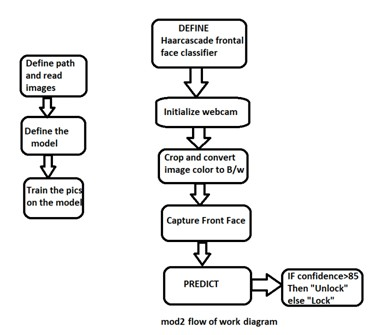 Define path
and read
images
Define the
model
Train the pics
on the model
DEFINE
Haarcascade frontal
face classifier
Initialize webcam
Crop and convert
image color to B/w
Capture Front Face
PREDICT
IF confidence>85
Then "Unlock"
else "Lock"
mod2 flow of work diagram